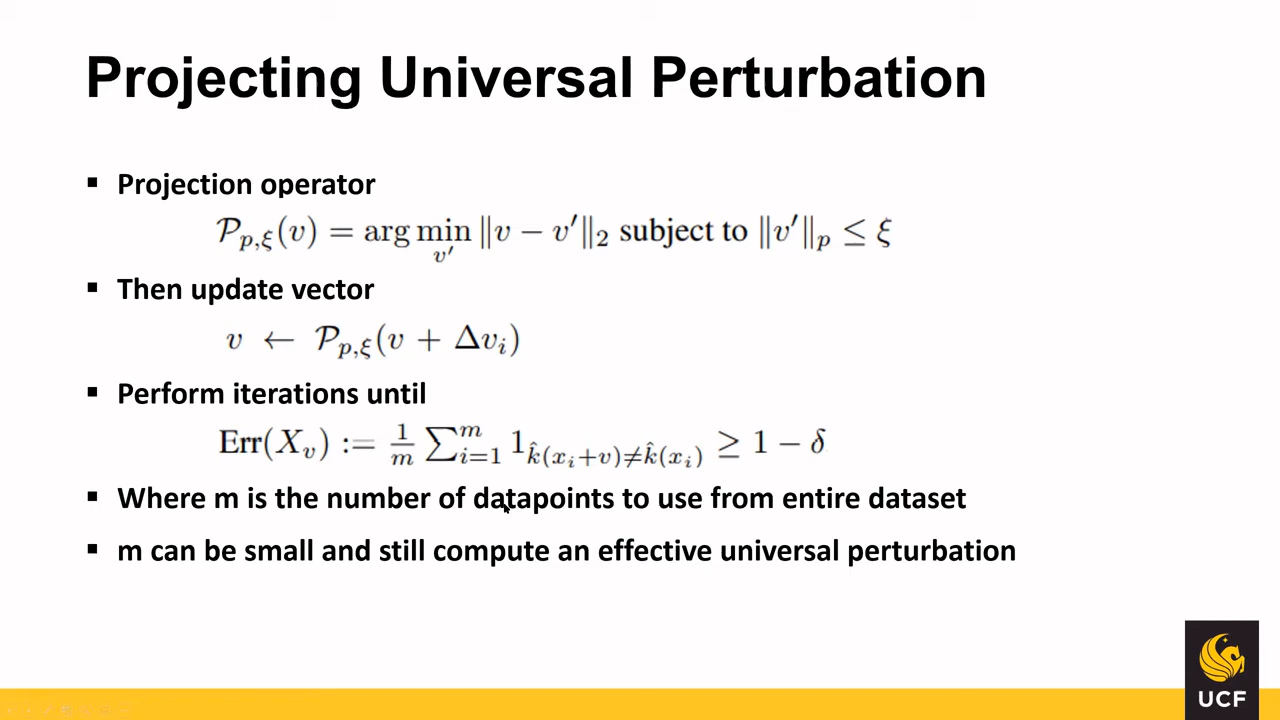 Projecting Universal Perturbation
▪ Projection operator
𝒫_{p,ξ}(v) = arg min_{v'} ‖v − v'‖₂ subject to ‖v'‖_p ≤ ξ
▪ Then update vector
v ← 𝒫_{p,ξ}(v + Δv_i)
▪ Perform iterations until
Err(X_v) := \frac{1}{m} ∑_{i=1}^{m} 1_{k̂(x_i+v)≠k̂(x_i)} ≥ 1 − δ
▪ Where m is the number of datapoints to use from entire dataset
▪ m can be small and still compute an effective universal perturbation
UCF